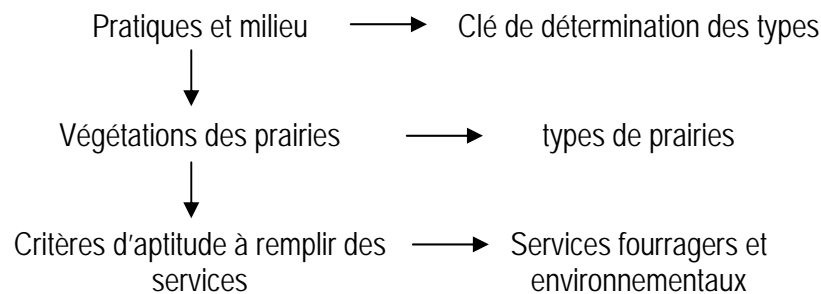 Pratiques et milieu
Clé de détermination des types
Végétations des prairies
types de prairies
Critères d'aptitude à remplir des
services
Services fourragers et
environnementaux